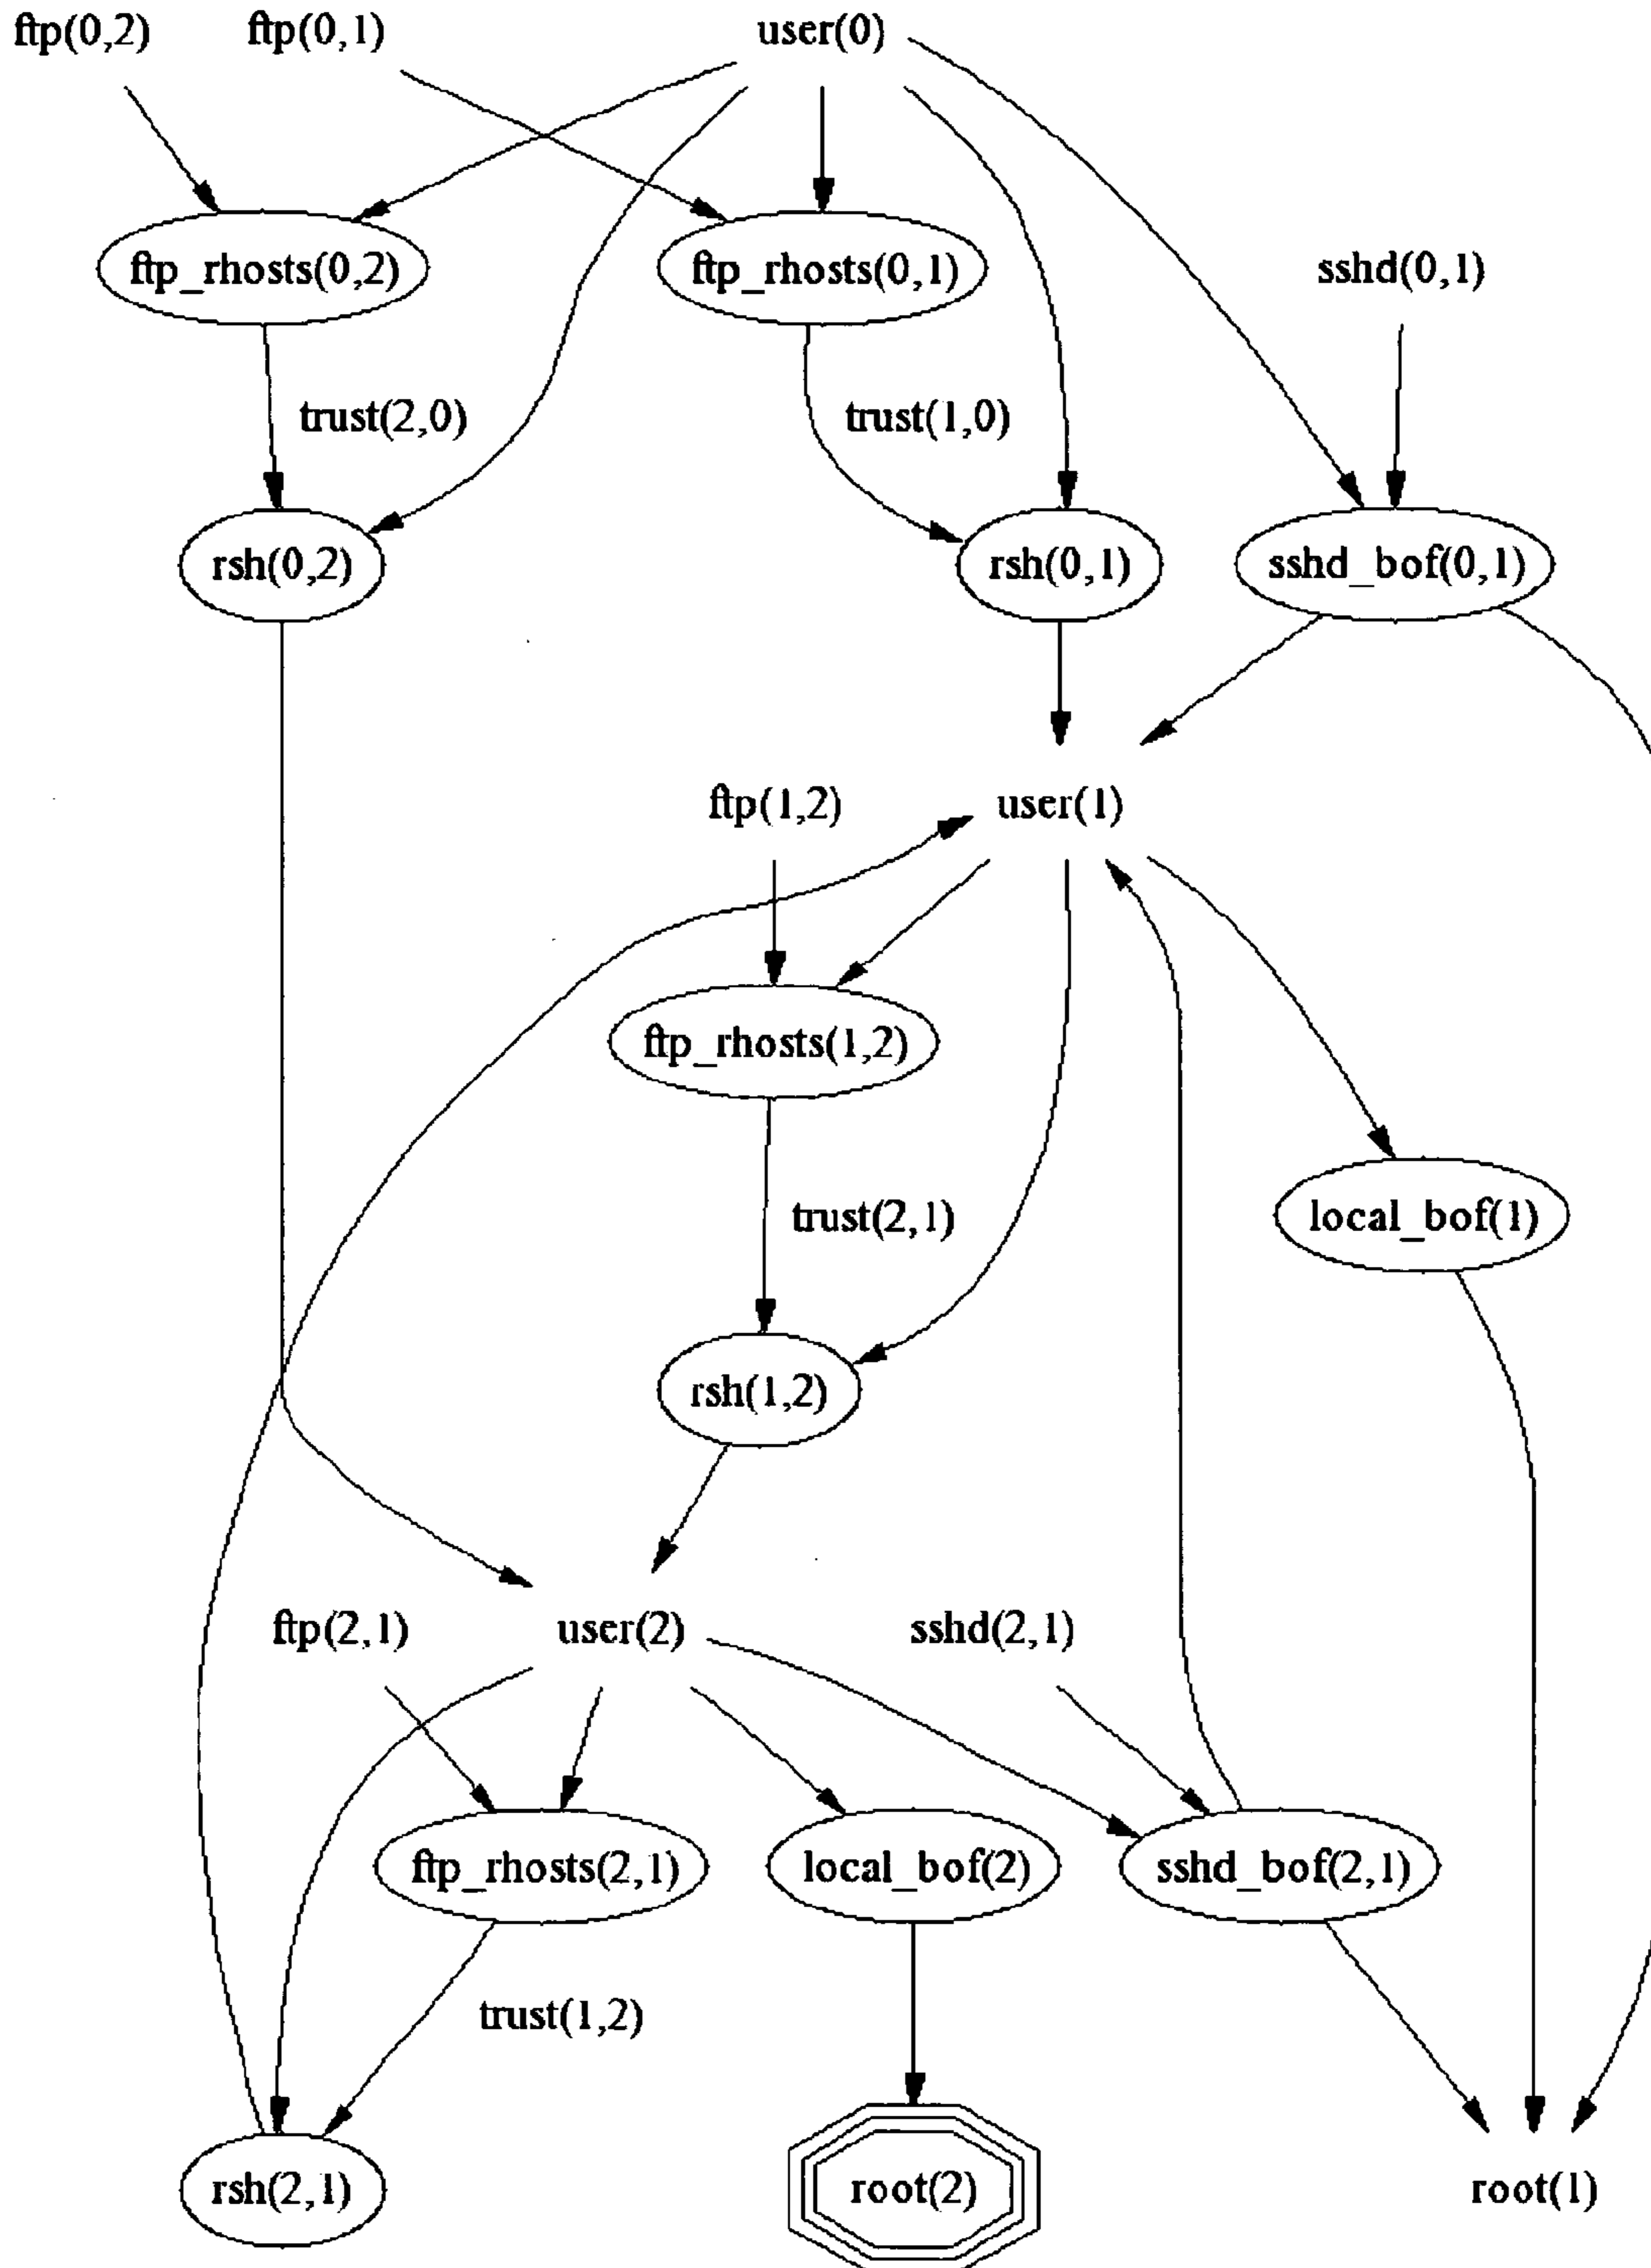 ftp(0,2) ftp(0,1) user(0)
ftp_rhosts(0,2) ftp_rhosts(0,1) sshd(0,1)
trust(2,0) trust(1,0)
rsh(0,2) rsh(0,1) sshd_bof(0,1)
ftp(1,2) user(1)
ftp_rhosts(1,2)
trust(2,1) local_bof(1)
rsh(1,2)
ftp(2,1) user(2) sshd(2,1)
ftp_rhosts(2,1) local_bof(2) sshd_bof(2,1)
trust(1,2)
rsh(2,1) root(2) root(1)